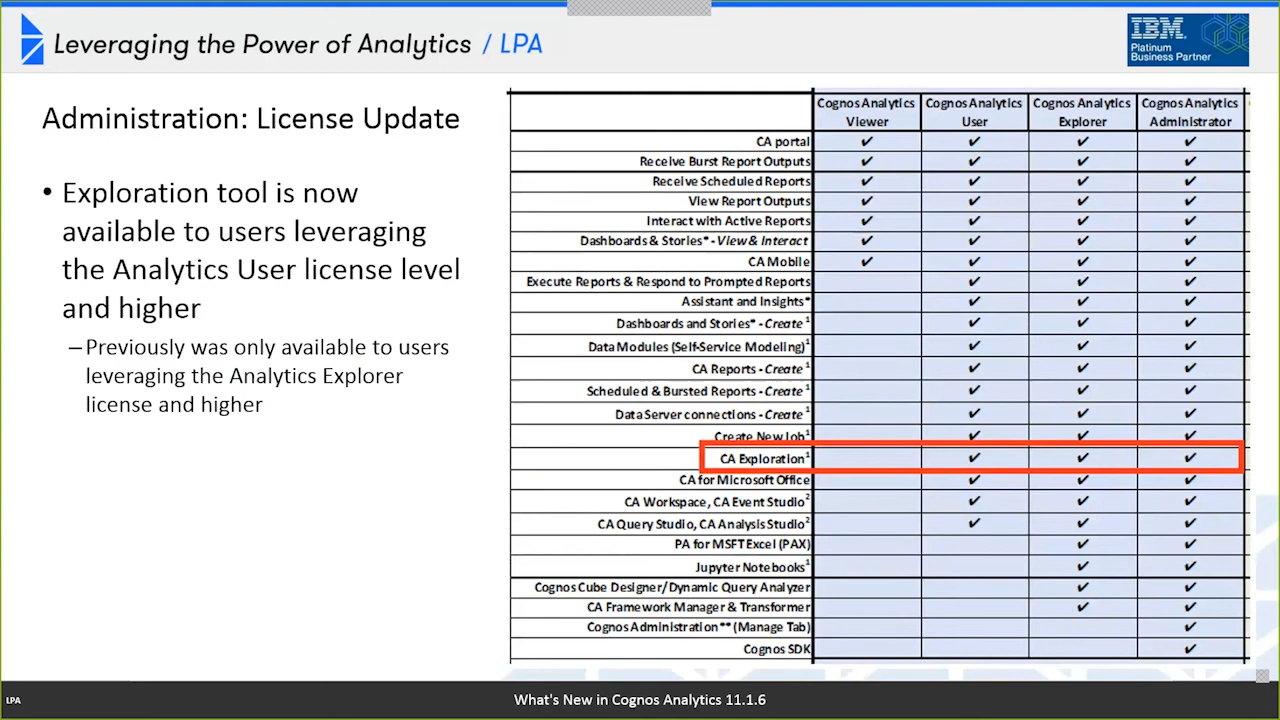 Leveraging the Power of Analytics / LPA
IBM
Platinum
Business Partner
Administration: License Update
• Exploration tool is now
available to users leveraging
the Analytics User license level
and higher
–Previously was only available to users
leveraging the Analytics Explorer
license and higher
Cognos Analytics Viewer Cognos Analytics User Cognos Analytics Explorer Cognos Analytics Administrator
CA portal ✔ ✔ ✔ ✔
Receive Burst Report Outputs ✔ ✔ ✔ ✔
Receive Scheduled Reports ✔ ✔ ✔ ✔
View Report Outputs ✔ ✔ ✔ ✔
Interact with Active Reports ✔ ✔ ✔ ✔
Dashboards & Stories* - View & Interact ✔ ✔ ✔ ✔
CA Mobile ✔ ✔ ✔ ✔
Execute Reports & Respond to Prompted Reports ✔ ✔ ✔
Assistant and Insights* ✔ ✔ ✔
Dashboards and Stories* - Create ¹ ✔ ✔ ✔
Data Modules (Self-Service Modeling)¹ ✔ ✔ ✔
CA Reports - Create ¹ ✔ ✔ ✔
Scheduled & Bursted Reports - Create ¹ ✔ ✔ ✔
Data Server connections - Create ¹ ✔ ✔ ✔
Create New Job¹ ✔ ✔ ✔
CA Exploration¹ ✔ ✔ ✔
CA for Microsoft Office ✔ ✔ ✔
CA Workspace, CA Event Studio² ✔ ✔ ✔
CA Query Studio, CA Analysis Studio² ✔ ✔ ✔
PA for MSFT Excel (PAX) ✔ ✔
Jupyter Notebooks¹ ✔ ✔
Cognos Cube Designer/Dynamic Query Analyzer ✔ ✔
CA Framework Manager & Transformer ✔ ✔
Cognos Administration** (Manage Tab) ✔
Cognos SDK ✔
LPA
What's New in Cognos Analytics 11.1.6